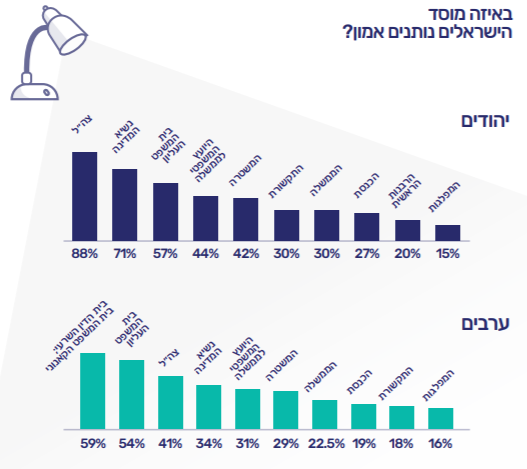 באיזה מוסד
הישראלים נותנים אמון?
יהודים
צה"ל
נשיא
המדינה
בית
המשפט
העליון
היועץ
המשפטי
לממשלה
המשטרה
התקשורת
הממשלה
הכנסת
הרבנות
הראשית
המפלגות
88% 71% 57% 44% 42% 30% 30% 27% 20% 15%
ערבים
בית הדין השרעי,
בית המשפט הקאנוני
בית
המשפט
העליון
צה"ל
נשיא
המדינה
היועץ
המשפטי
לממשלה
המשטרה
הממשלה
הכנסת
התקשורת
המפלגות
59% 54% 41% 34% 31% 29% 22.5% 19% 18% 16%